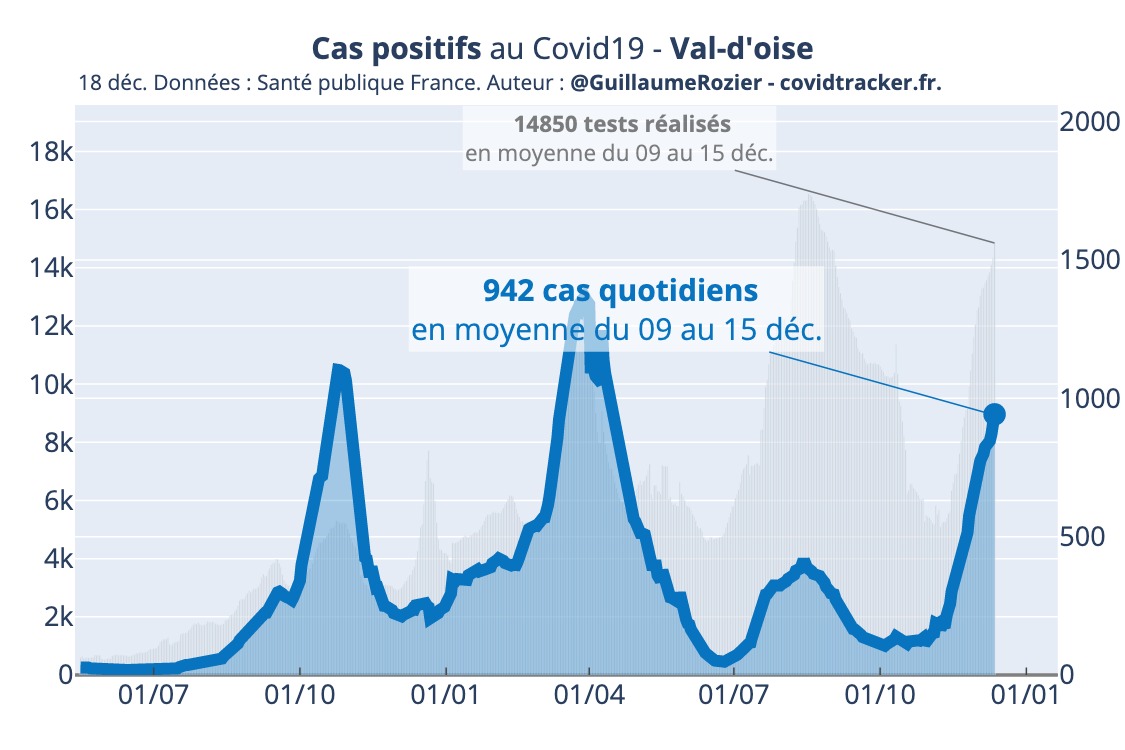 Cas positifs au Covid19 - Val-d'oise
18 déc. Données : Santé publique France. Auteur : @GuillaumeRozier - covidtracker.fr.
14850 tests réalisés
en moyenne du 09 au 15 déc.
942 cas quotidiens
en moyenne du 09 au 15 déc.
18k
16k
14k
12k
10k
8k
6k
4k
2k
0
2000
1500
1000
500
0
01/07
01/10
01/01
01/04
01/07
01/10
01/01